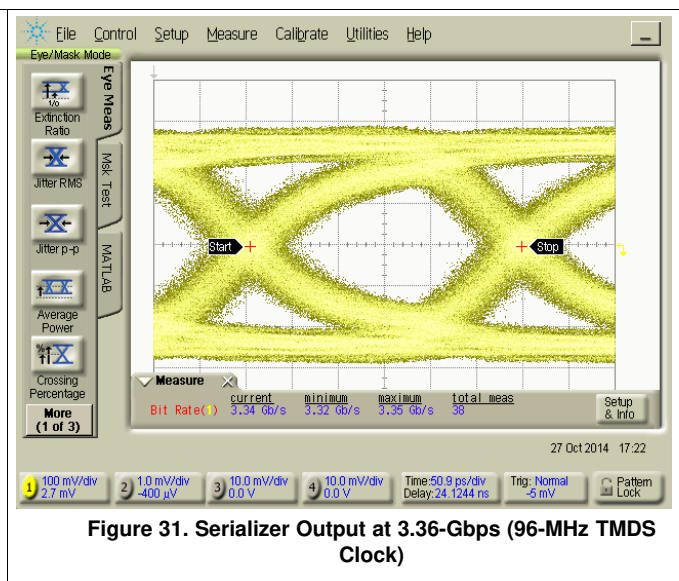 File Control Setup Measure Calibrate Utilities Help
Eye/Mask Mode
Extinction
Ratio
Jitter RMS
Jitter p-p
Average
Power
Crossing
Percentage
More
(1 of 3)
Eye Meas
Msk Test
MATLAB
Start
Stop
Measure
current minimum maximum total meas
Bit Rate(1) 3.34 Gb/s 3.32 Gb/s 3.35 Gb/s 38
Setup
& Info
27 Oct 2014 17:22
1 100 mV/div
2.7 mV
2 1.0 mV/div
-400 µV
3 10.0 mV/div
0.0 V
4 10.0 mV/div
0.0 V
Time:50.9 ps/div
Delay:24.1244 ns
Trig: Normal
-5 mV
Pattern
Lock
Figure 31. Serializer Output at 3.36-Gbps (96-MHz TMDS
Clock)